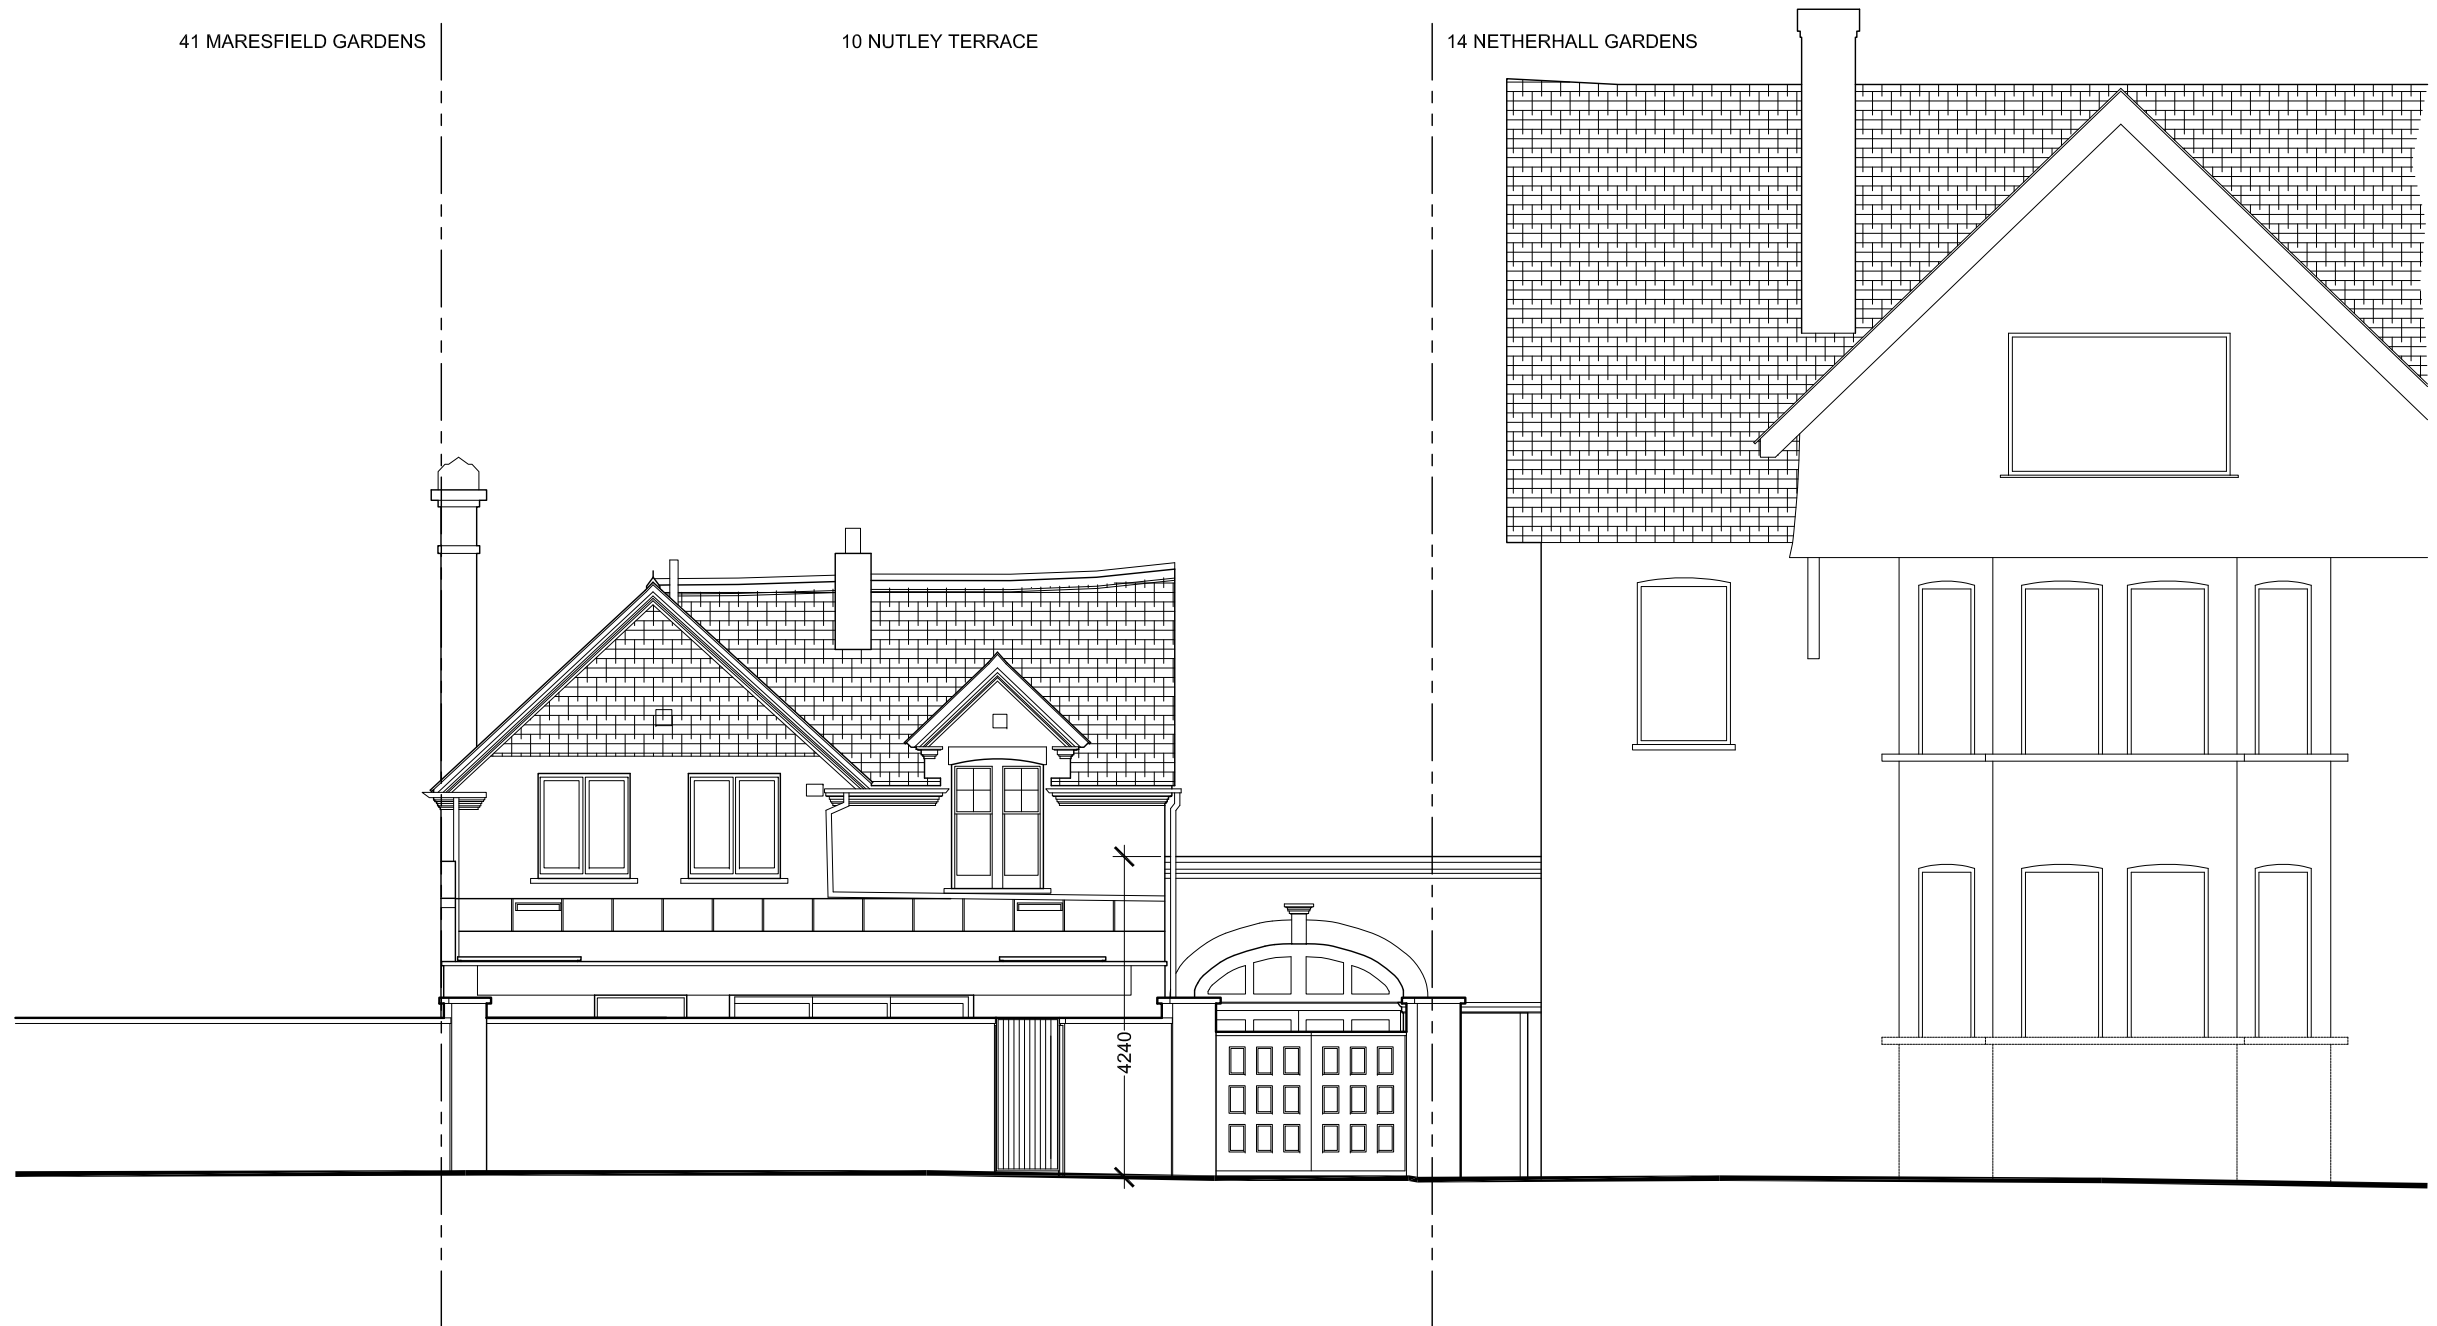 41 MARESFIELD GARDENS
10 NUTLEY TERRACE
14 NETHERHALL GARDENS
4240